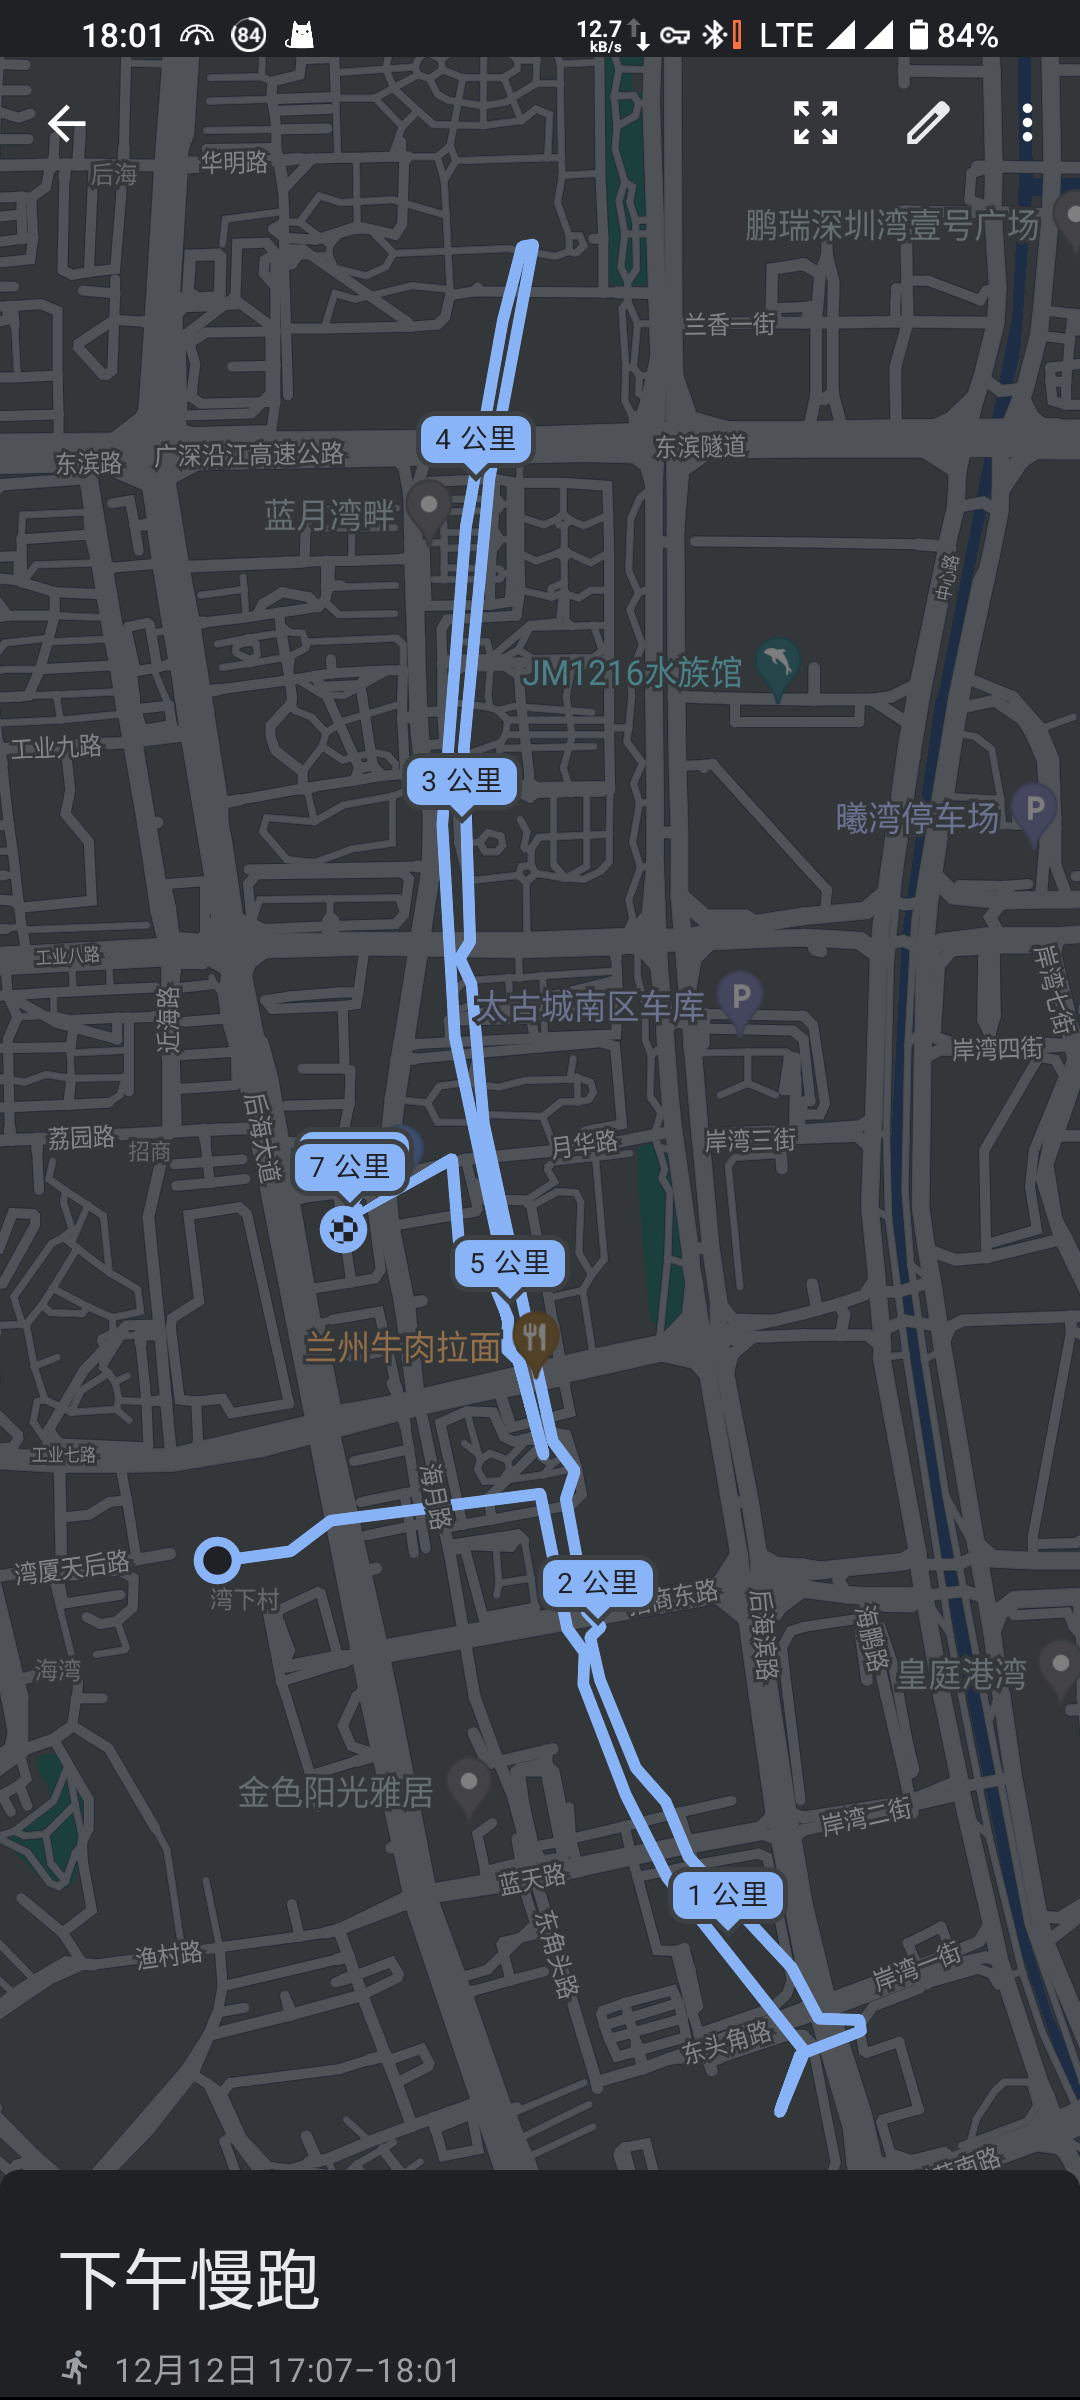 18:01
84
12.7 kB/s
LTE
84%
华明路
后海
鹏瑞深圳湾壹号广场
兰香一街
4 公里
东滨路
广深沿江高速公路
东滨隧道
蓝月湾畔
中心路
JM1216水族馆
工业九路
3 公里
曦湾停车场
P
工业八路
岸湾七街
太古城南区车库
P
近海路
岸湾四街
后海大道
荔园路
招商
月华路
岸湾三街
7 公里
5 公里
兰州牛肉拉面
工业七路
海月路
湾厦天后路
湾下村
2 公里
招商东路
后海滨路
海鹏路
海湾
皇庭港湾
金色阳光雅居
岸湾二街
蓝天路
1 公里
东角头路
渔村路
岸湾一街
东头角路
下午慢跑
12月12日 17:07–18:01